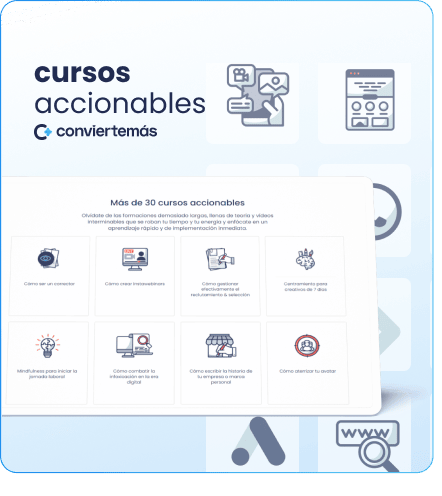 cursos
accionables
conviertemás
Más de 30 cursos accionables
Olvídate de las formaciones demasiado largas, llenas de teoría y videos
interminables que se roban tu tiempo y tu energía y enfócate en un
aprendizaje rápido y de implementación inmediata.
Cómo ser un conector
Cómo crear Instawebinars
Cómo gestionar
efectivamente el
reclutamiento & selección
Centramiento para
creativos de 7 días
Mindfulness para iniciar la
jornada laboral
Cómo combatir la
infoxicación en la era
digital
Cómo escribir la historia de
tu empresa o marca
personal
Cómo aterrizar tu avatar
WWW